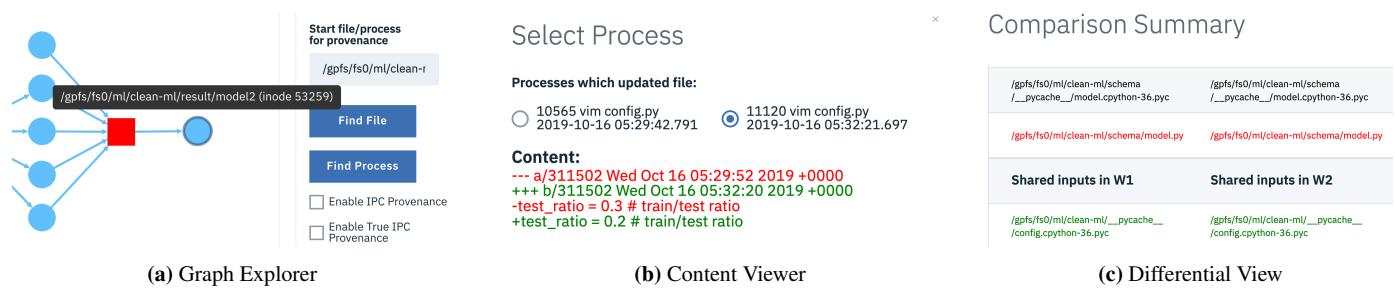 Start file/process
for provenance
/gpfs/fs0/ml/clean-r
/gpfs/fs0/ml/clean-ml/result/model2 (inode 53259)
Find File
Find Process
Enable IPC Provenance
Enable True IPC
Provenance
(a) Graph Explorer
×
Select Process
Processes which updated file:
10565 vim config.py
2019-10-16 05:29:42.791
11120 vim config.py
2019-10-16 05:32:21.697
Content:
--- a/311502 Wed Oct 16 05:29:52 2019 +0000
+++ b/311502 Wed Oct 16 05:32:20 2019 +0000
-test_ratio = 0.3 # train/test ratio
+test_ratio = 0.2 # train/test ratio
(b) Content Viewer
Comparison Summary
/gpfs/fs0/ml/clean-ml/schema
/__pycache__/model.cpython-36.pyc
/gpfs/fs0/ml/clean-ml/schema
/__pycache__/model.cpython-36.pyc
/gpfs/fs0/ml/clean-ml/schema/model.py
/gpfs/fs0/ml/clean-ml/schema/model.py
Shared inputs in W1
Shared inputs in W2
/gpfs/fs0/ml/clean-ml/__pycache__
/config.cpython-36.pyc
/gpfs/fs0/ml/clean-ml/__pycache__
/config.cpython-36.pyc
(c) Differential View